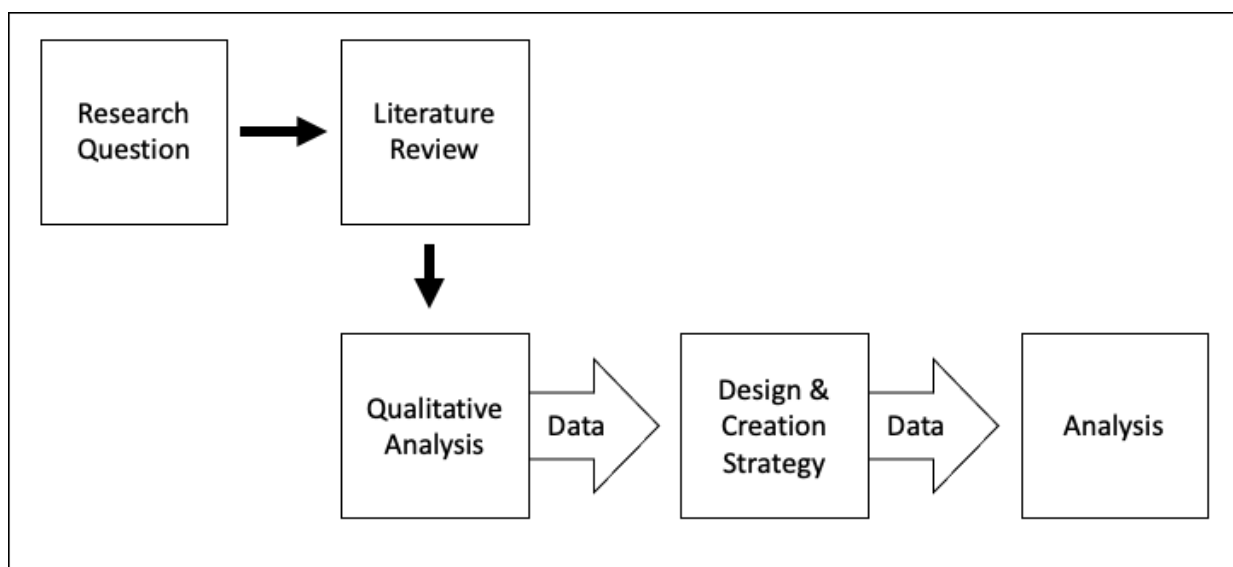 Research
Question
Literature
Review
Qualitative
Analysis
Data
Design &
Creation
Strategy
Data
Analysis